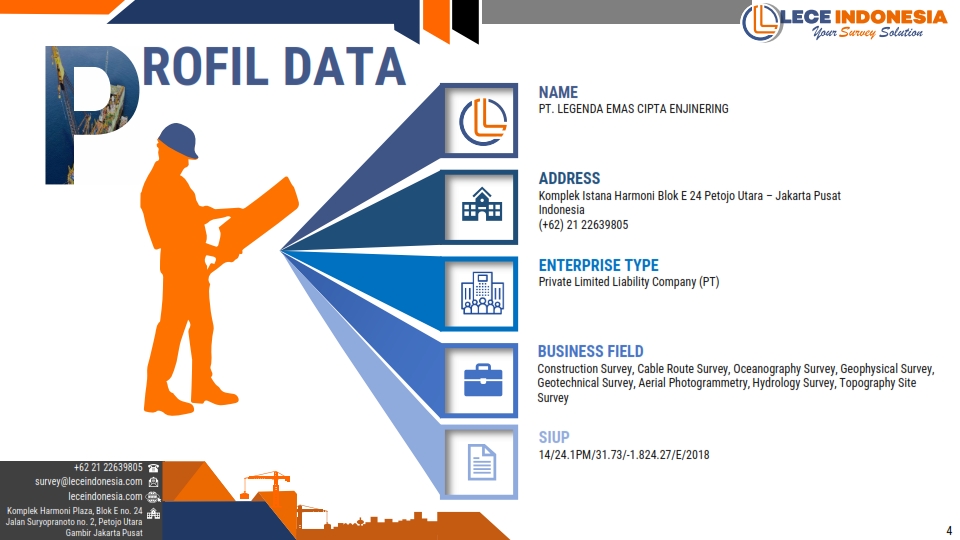 LECE INDONESIA
Your Survey Solution
PROFIL DATA
NAME
PT. LEGENDA EMAS CIPTA ENJINERING
ADDRESS
Komplek Istana Harmoni Blok E 24 Petojo Utara – Jakarta Pusat
Indonesia
(+62) 21 22639805
ENTERPRISE TYPE
Private Limited Liability Company (PT)
BUSINESS FIELD
Construction Survey, Cable Route Survey, Oceanography Survey, Geophysical Survey,
Geotechnical Survey, Aerial Photogrammetry, Hydrology Survey, Topography Site
Survey
SIUP
14/24.1PM/31.73/-1.824.27/E/2018
+62 21 22639805
survey@leceindonesia.com
leceindonesia.com
Komplek Harmoni Plaza, Blok E no. 24
Jalan Suryopranoto no. 2, Petojo Utara
Gambir Jakarta Pusat
4